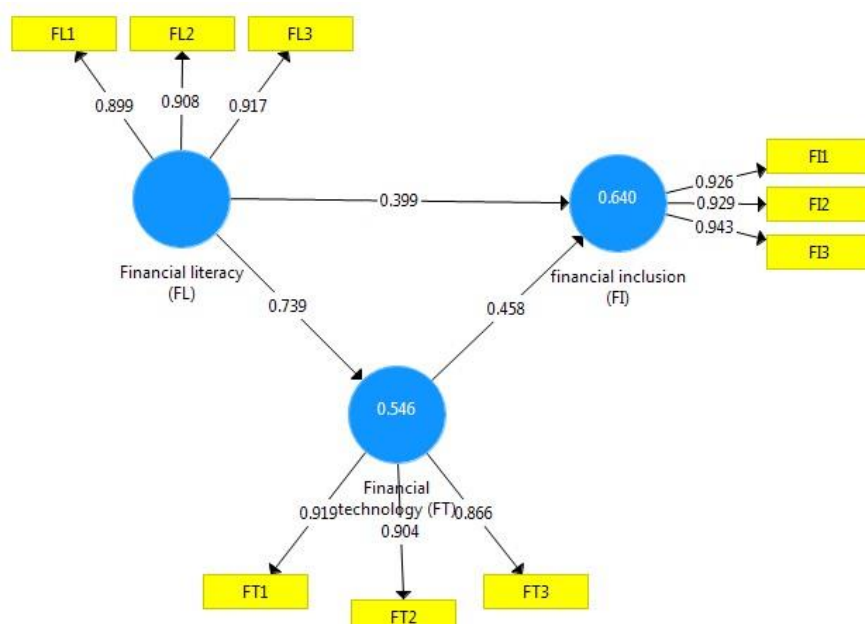 FL1
FL2
FL3
0.899
0.908
0.917
FI1
0.926
0.640
0.399
0.929
FI2
0.943
FI3
Financial literacy
(FL)
financial inclusion
(FI)
0.739
0.458
0.546
Financial
technology (FT)
0.919
0.904
0.866
FT1
FT2
FT3